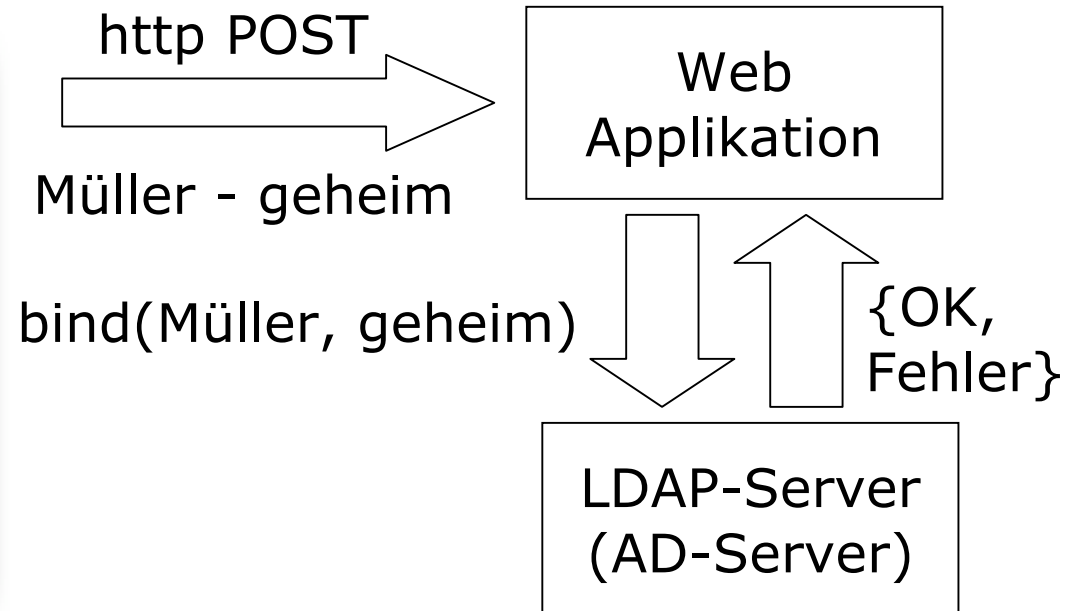 http POST
Müller - geheim
Web
Applikation
bind(Müller, geheim)
{OK,
Fehler}
LDAP-Server
(AD-Server)